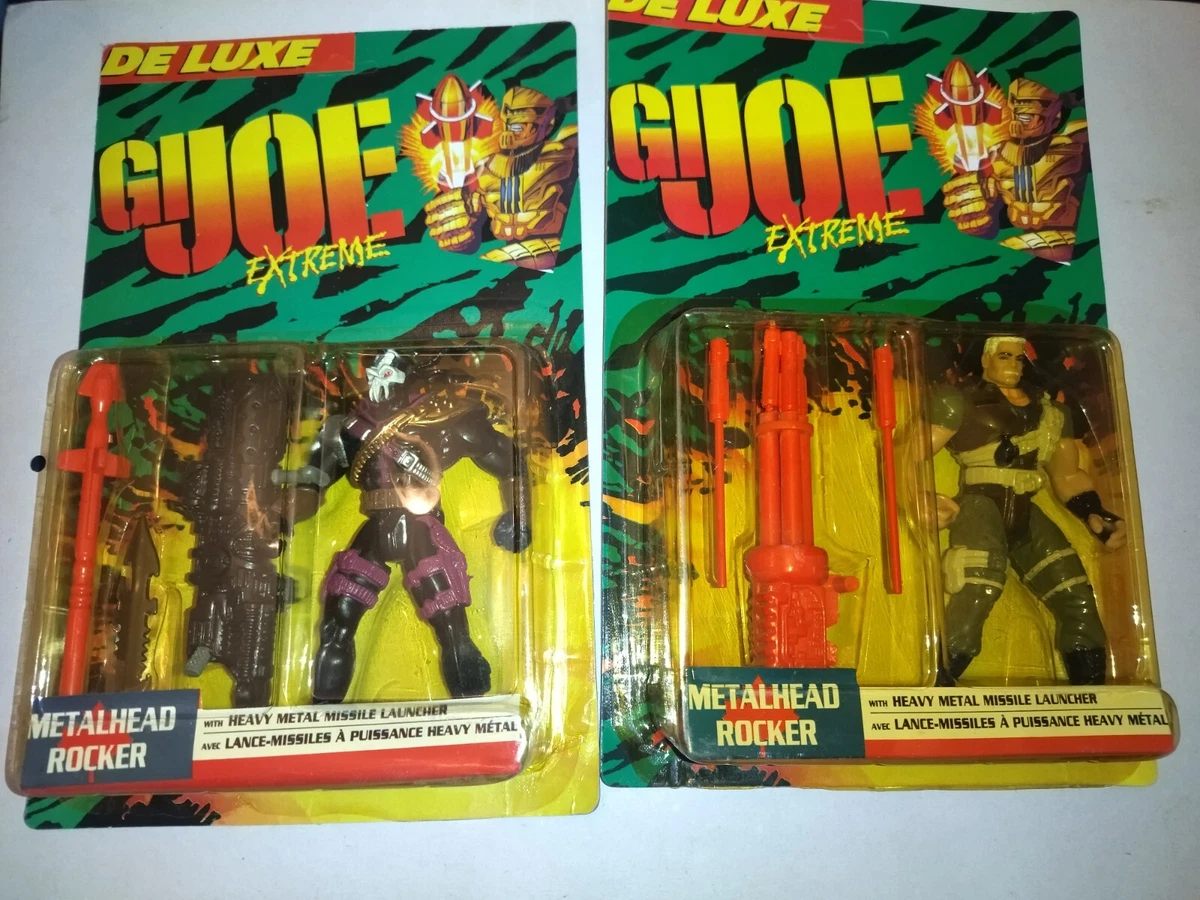 DE LUXE
GI JOE
EXTREME
METALHEAD
ROCKER
WITH HEAVY METAL MISSILE LAUNCHER
AVEC LANCE-MISSILES À PUISSANCE HEAVY MÉTAL
DE LUXE
GI JOE
EXTREME
METALHEAD
ROCKER
WITH HEAVY METAL MISSILE LAUNCHER
AVEC LANCE-MISSILES À PUISSANCE HEAVY MÉTAL